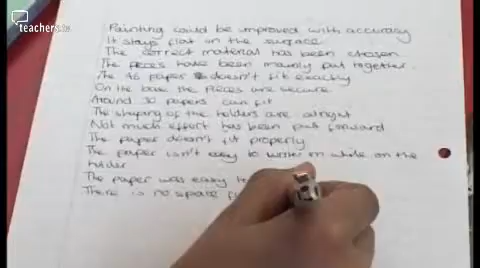 teachers.tv
Painting could be improved with accuracy
It stays flat on the surface
The correct material has been chosen
The pieces have been mainly put together.
The A6 paper doesn't fit exactly
On the base the pieces are secure
Around 30 papers can fit
The shaping of the holders are alright
Not much effort has been put forward
The paper doesn't fit properly
The paper isn't easy to write on while on the
holder
The paper was easy
There is no space